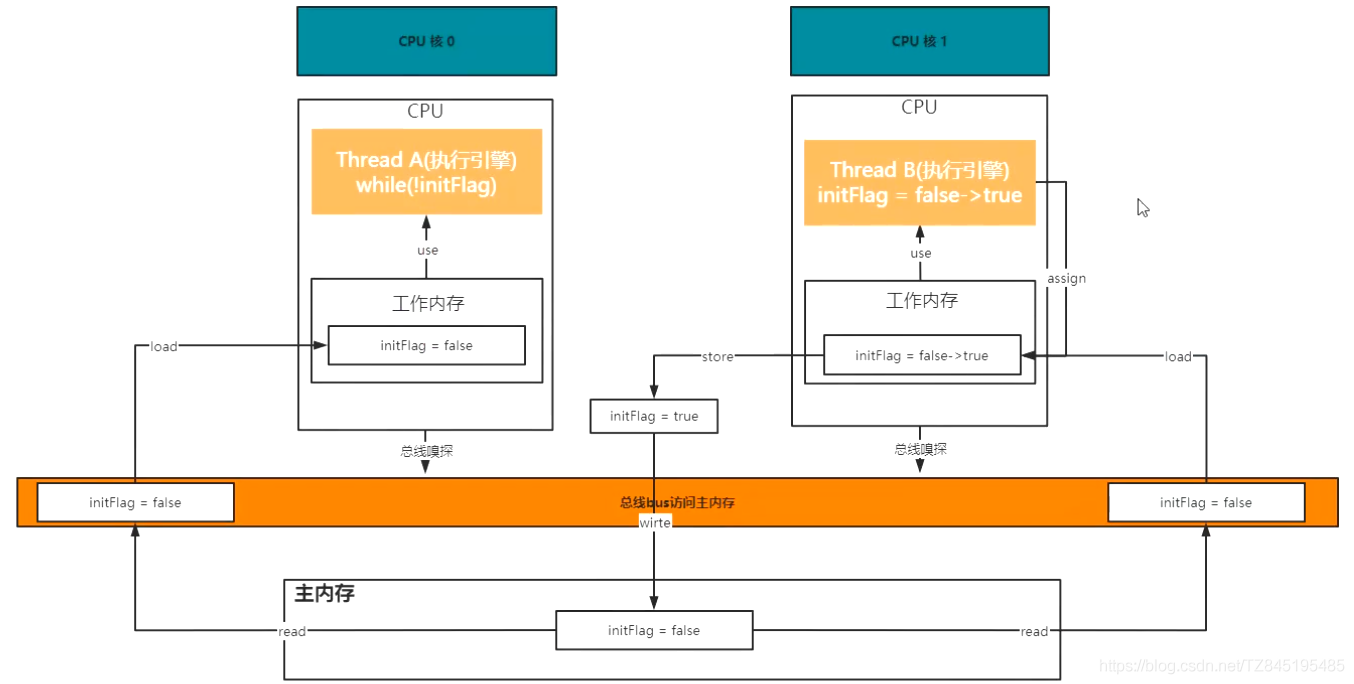 CPU 核 0
CPU 核 1
CPU
CPU
Thread A(执行引擎)
while(!initFlag)
Thread B(执行引擎)
initFlag = false->true
use
use
assign
工作内存
工作内存
initFlag = false
initFlag = false->true
load
store
load
initFlag = true
总线嗅探
总线嗅探
initFlag = false
总线bus访问主内存
initFlag = false
wirte
主内存
read
initFlag = false
read
https://blog.csdn.net/TZ845195485